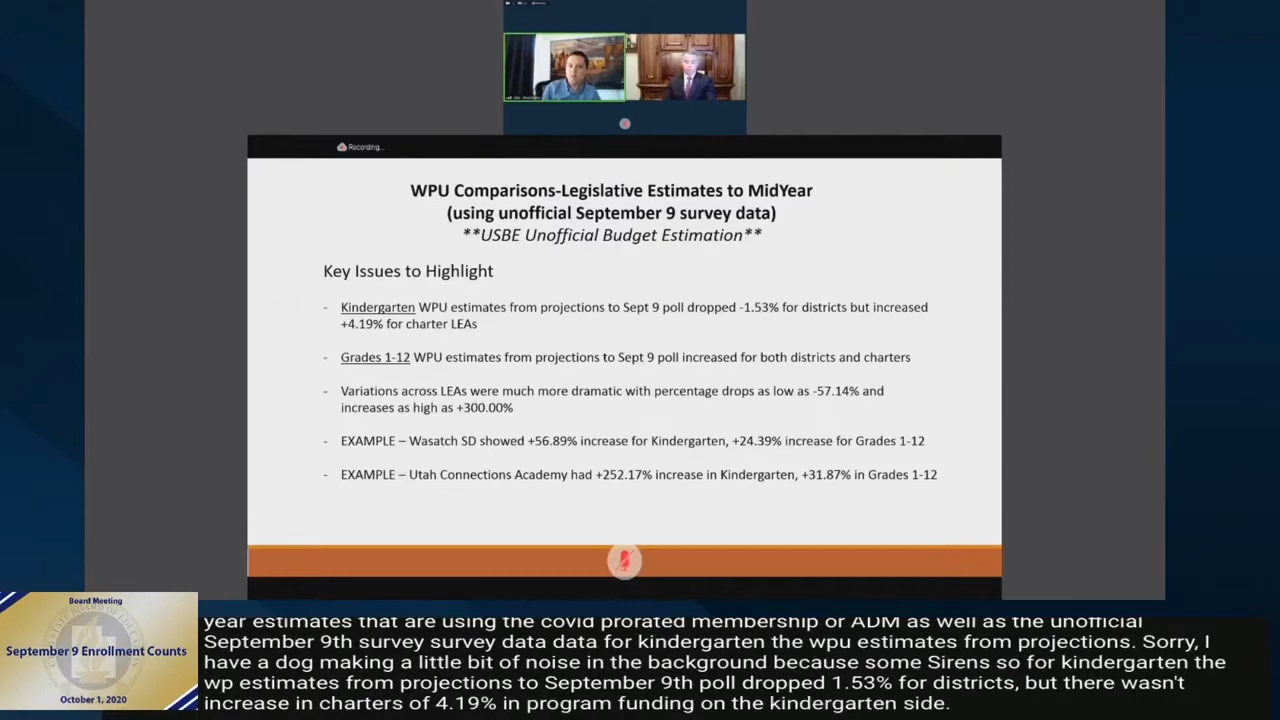 Recording...
WPU Comparisons-Legislative Estimates to MidYear
(using unofficial September 9 survey data)
**USBE Unofficial Budget Estimation**
Key Issues to Highlight
- Kindergarten WPU estimates from projections to Sept 9 poll dropped -1.53% for districts but increased
+4.19% for charter LEAs
- Grades 1-12 WPU estimates from projections to Sept 9 poll increased for both districts and charters
- Variations across LEAs were much more dramatic with percentage drops as low as -57.14% and
increases as high as +300.00%
- EXAMPLE – Wasatch SD showed +56.89% increase for Kindergarten, +24.39% increase for Grades 1-12
- EXAMPLE – Utah Connections Academy had +252.17% increase in Kindergarten, +31.87% in Grades 1-12
Board Meeting
September 9 Enrollment Counts
October 1, 2020
year estimates that are using the covid prorated membership or ADM as well as the unofficial
September 9th survey survey data data for kindergarten the wpu estimates from projections. Sorry, I
have a dog making a little bit of noise in the background because some Sirens so for kindergarten the
wp estimates from projections to September 9th poll dropped 1.53% for districts, but there wasn't
increase in charters of 4.19% in program funding on the kindergarten side.